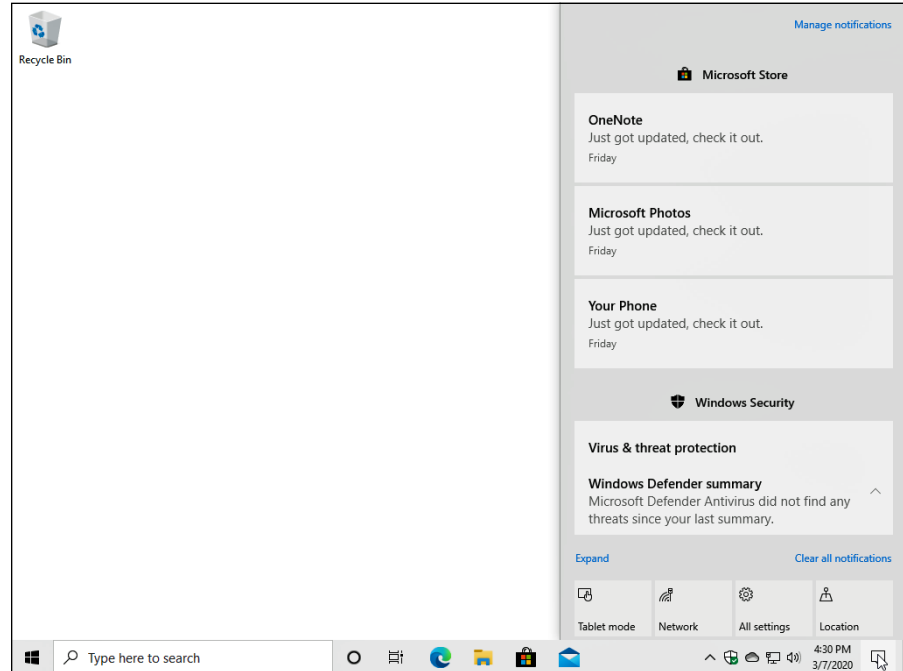 Recycle Bin
Manage notifications
Microsoft Store
OneNote
Just got updated, check it out.
Friday
Microsoft Photos
Just got updated, check it out.
Friday
Your Phone
Just got updated, check it out.
Friday
Windows Security
Virus & threat protection
Windows Defender summary
Microsoft Defender Antivirus did not find any
threats since your last summary.
Expand Clear all notifications
Tablet mode Network All settings Location
Type here to search
4:30 PM
3/7/2020